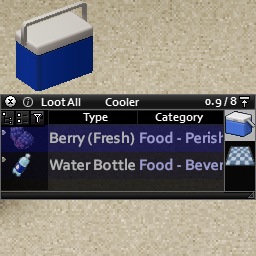 Loot All Cooler 0.9 / 8
Type Category
Berry (Fresh) Food - Perish
Water Bottle Food - Bever